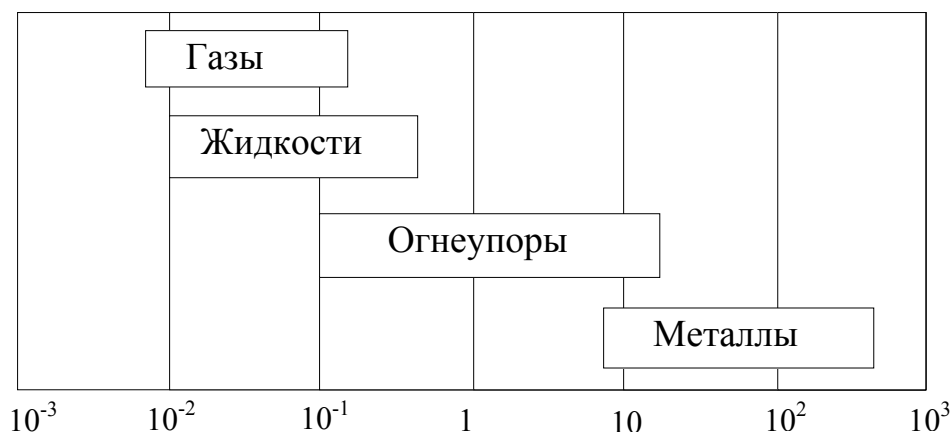 Газы
Жидкости
Огнеупоры
Металлы
10⁻³ 10⁻² 10⁻¹ 1 10 10² 10³